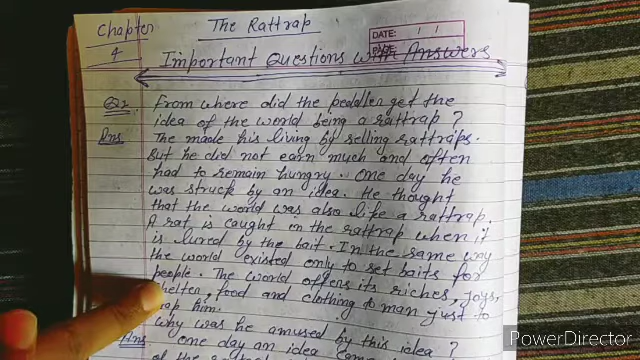 Chapter 4
The Rattrap
DATE: / /
PAGE:
Important Questions with Answers
Q1. From where did the peddler get the
idea of the world being a rattrap?
Ans The made his living by selling rattraps.
But he did not earn much and often
had to remain hungry. One day he
was struck by an idea. He thought
that the world was also like a rattrap.
A rat is caught in the rattrap when it
is lured by the bait. In the same way
the world existed only to set baits for
people. The world offers its riches, joys,
shelter, food and clothing to man just to
trap him.
Why was he amused by this idea?
Ans One day an idea came
of the
PowerDirector